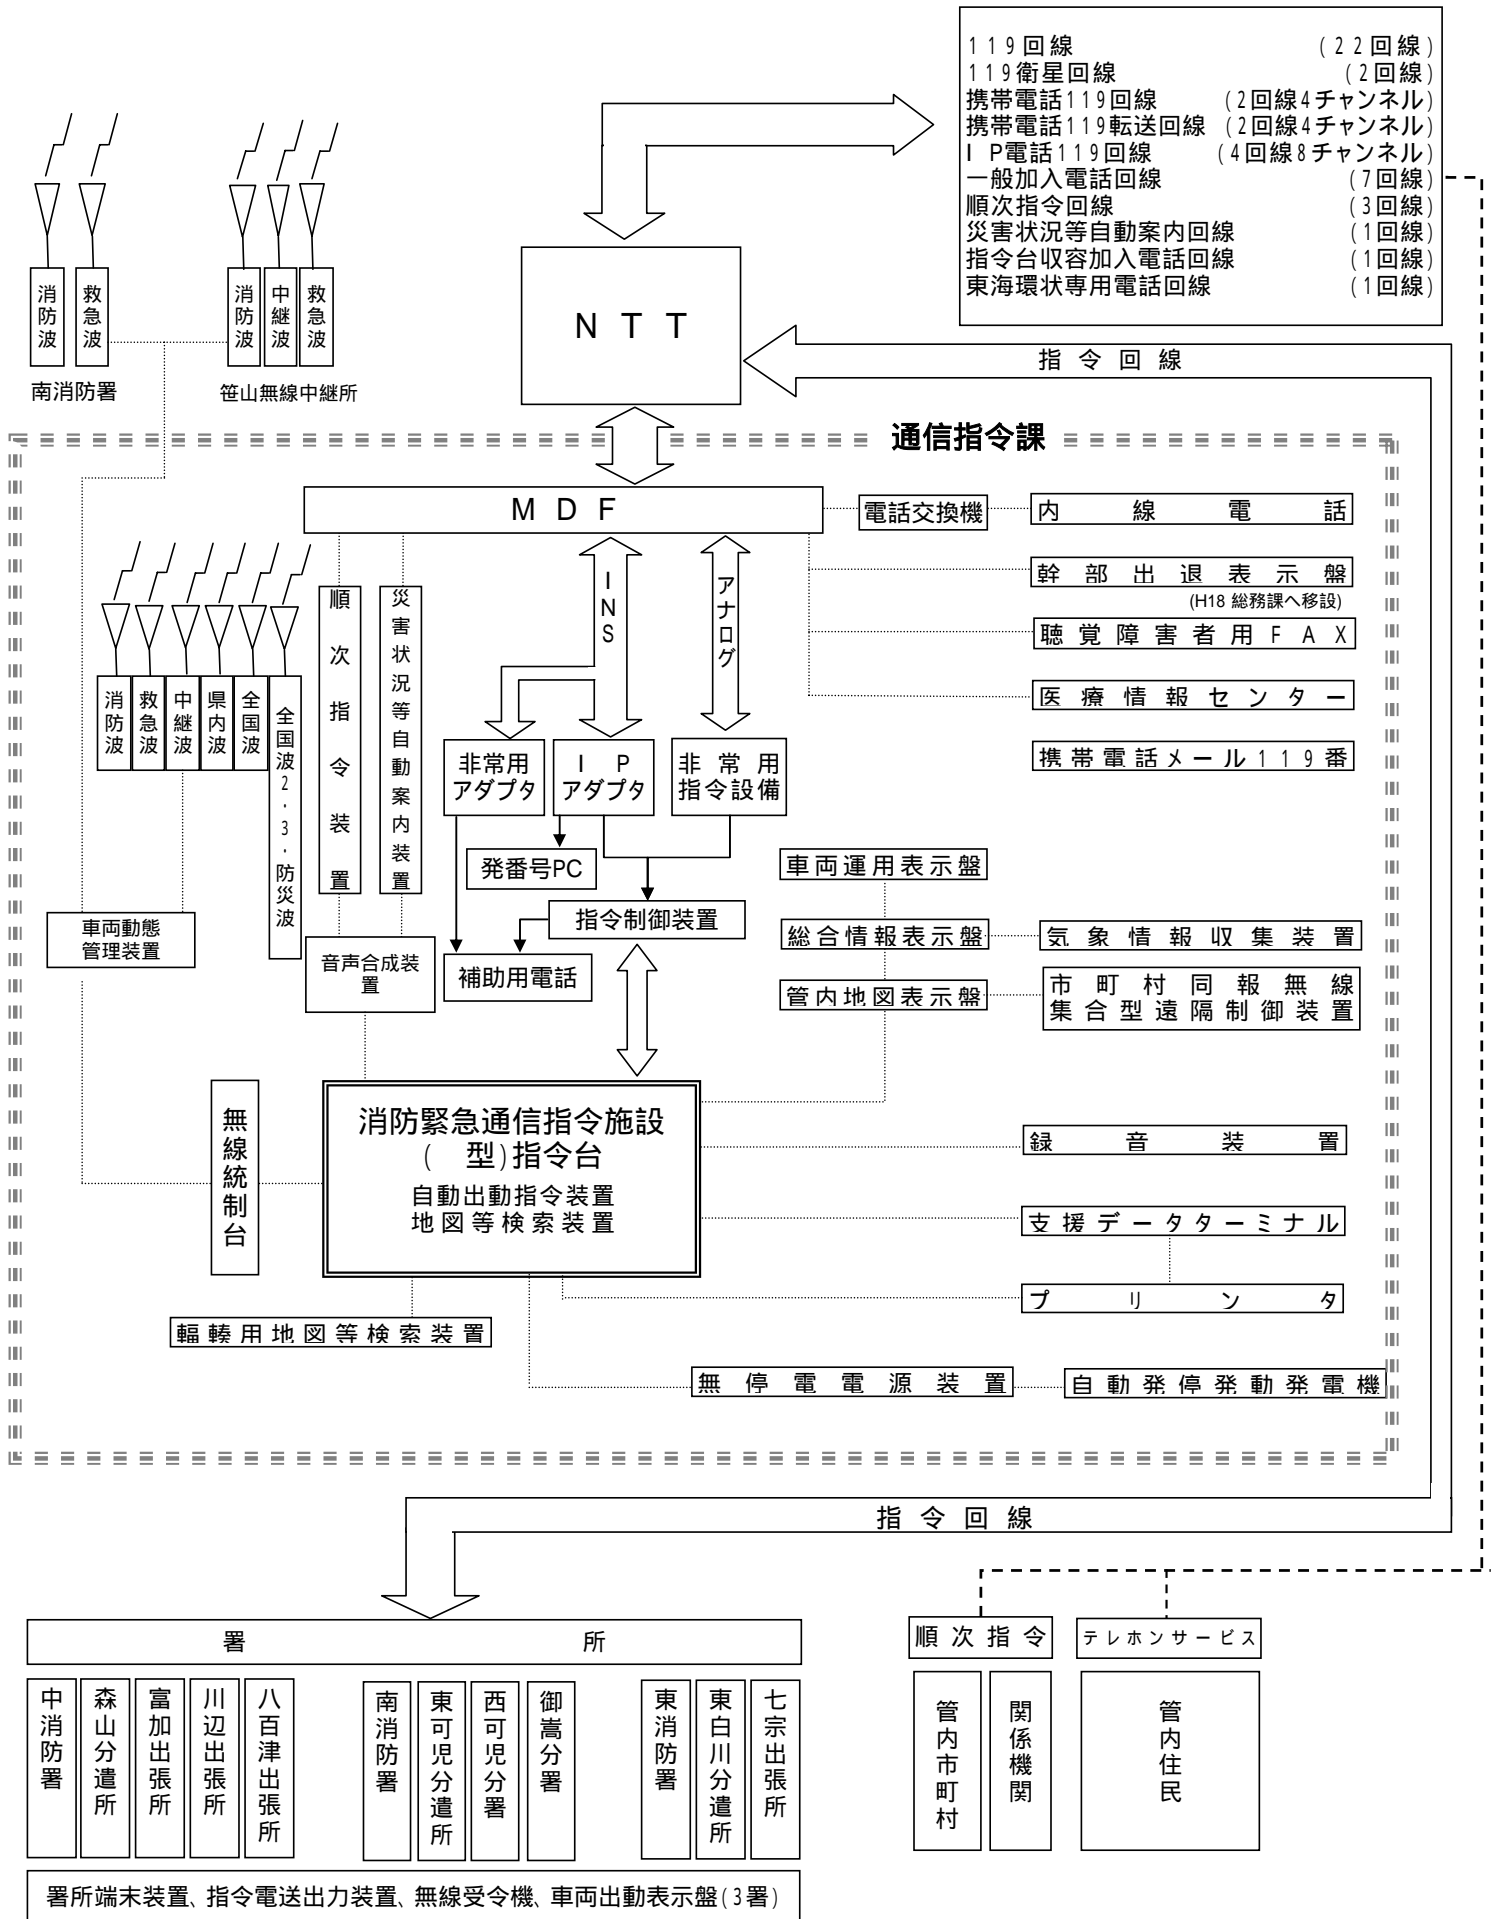 119回線 (22回線)
119衛星回線 (2回線)
携帯電話119回線 (2回線4チャンネル)
携帯電話119転送回線 (2回線4チャンネル)
IP電話119回線 (4回線8チャンネル)
一般加入電話回線 (7回線)
順次指令回線 (3回線)
災害状況等自動案内回線 (1回線)
指令台収容加入電話回線 (1回線)
東海環状専用電話回線 (1回線)
消防波
救急波
南消防署
消防波
中継波
救急波
笹山無線中継所
NTT
指令回線
通信指令課
MDF
電話交換機
内線電話
幹部出退表示盤
(H18 総務課へ移設)
聴覚障害者用FAX
医療情報センター
携帯電話メール119番
消防波
救急波
中継波
県内波
全国波
全国波2・3・防災波
順次指令装置
災害状況等自動案内装置
INS
アナログ
非常用
アダプタ
IP
アダプタ
非常用
指令設備
発番号PC
指令制御装置
補助用電話
車両動態
管理装置
音声合成装
置
車両運用表示盤
総合情報表示盤
気象情報収集装置
管内地図表示盤
市町村同報無線
集合型遠隔制御装置
無線統制台
消防緊急通信指令施設
( 型)指令台
自動出動指令装置
地図等検索装置
録音装置
支援データターミナル
プリンタ
輻輳用地図等検索装置
無停電電源装置
自動発停発動発電機
指令回線
署所
中消防署
森山分遣所
富加出張所
川辺出張所
八百津出張所
南消防署
東可児分遣所
西可児分署
御嵩分署
東消防署
東白川分遣所
七宗出張所
署所端末装置、指令電送出力装置、無線受令機、車両出動表示盤(3署)
順次指令
テレホンサービス
管内市町村
関係機関
管内住民